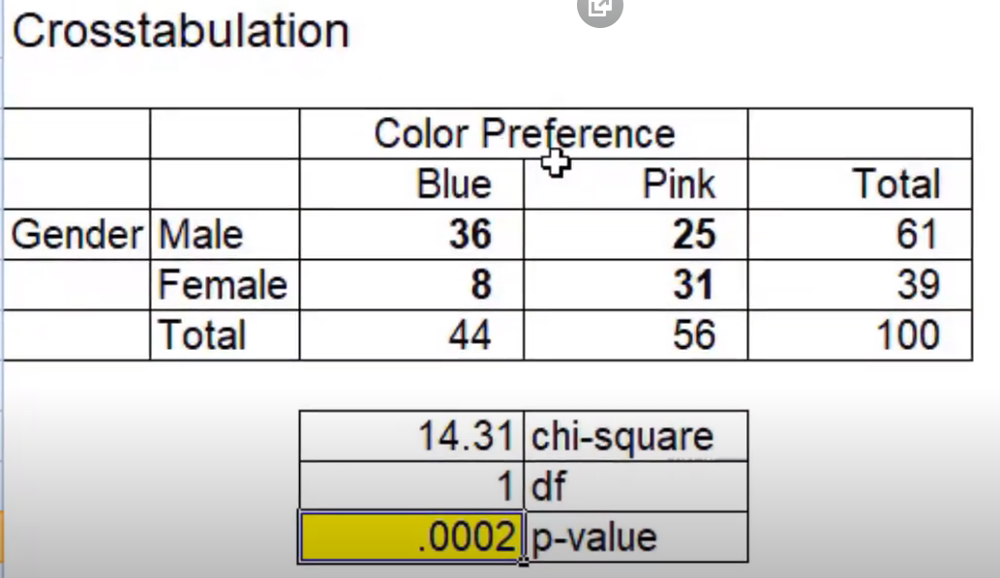 Crosstabulation
Color Preference
Blue Pink Total
Gender Male 36 25 61
Female 8 31 39
Total 44 56 100
14.31 chi-square
1 df
.0002 p-value